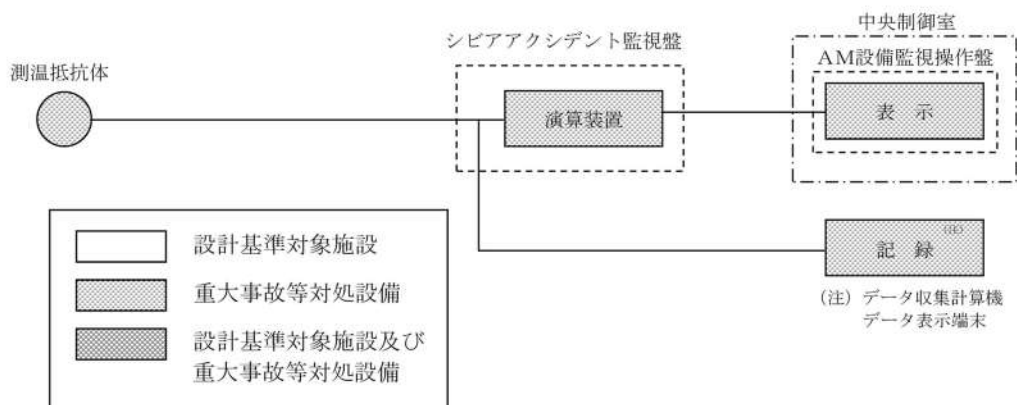 中央制御室
シビアアクシデント監視盤
AM設備監視操作盤
測温抵抗体
演算装置
表 示
記 録 (注)
(注) データ収集計算機
データ表示端末
設計基準対象施設
重大事故等対処設備
設計基準対象施設及び
重大事故等対処設備